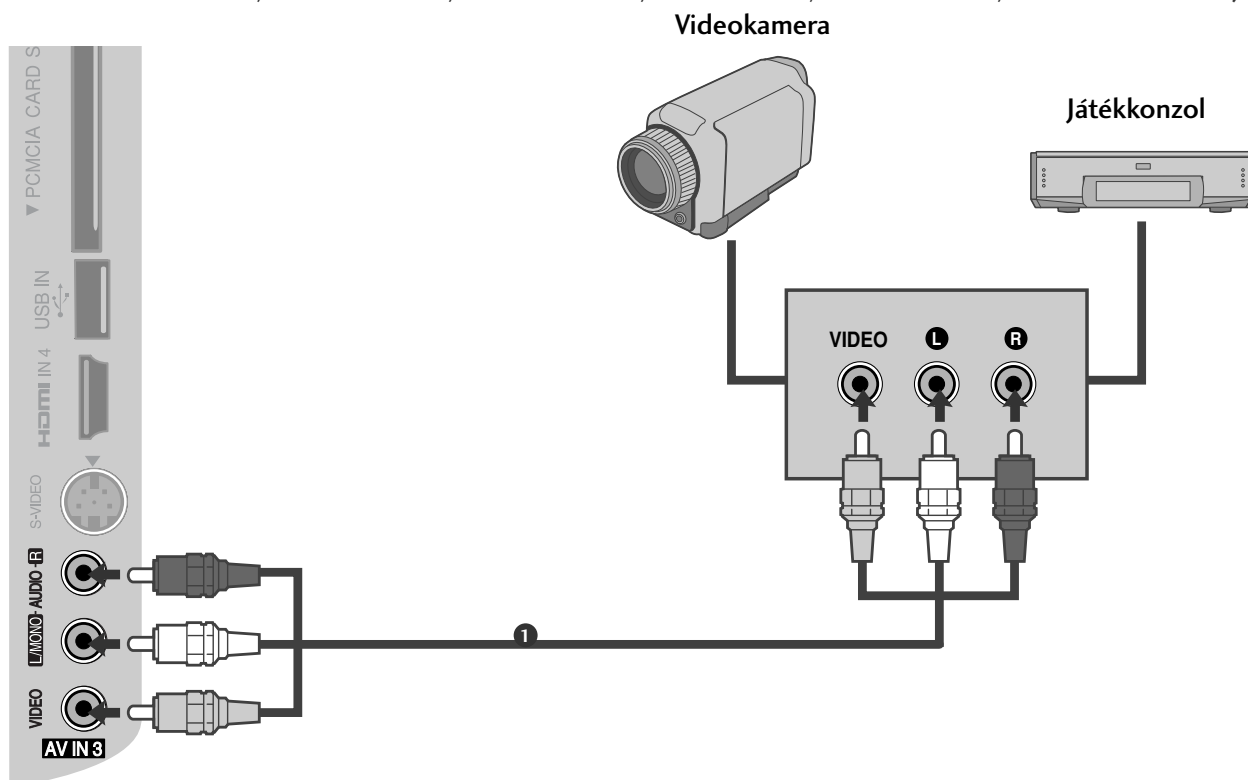 Videokamera
Játékkonzol
PCMCIA CARD S
USB IN
HDMI IN 4
S-VIDEO
L/MONO - AUDIO - R
VIDEO
AV IN 3
VIDEO L R
1